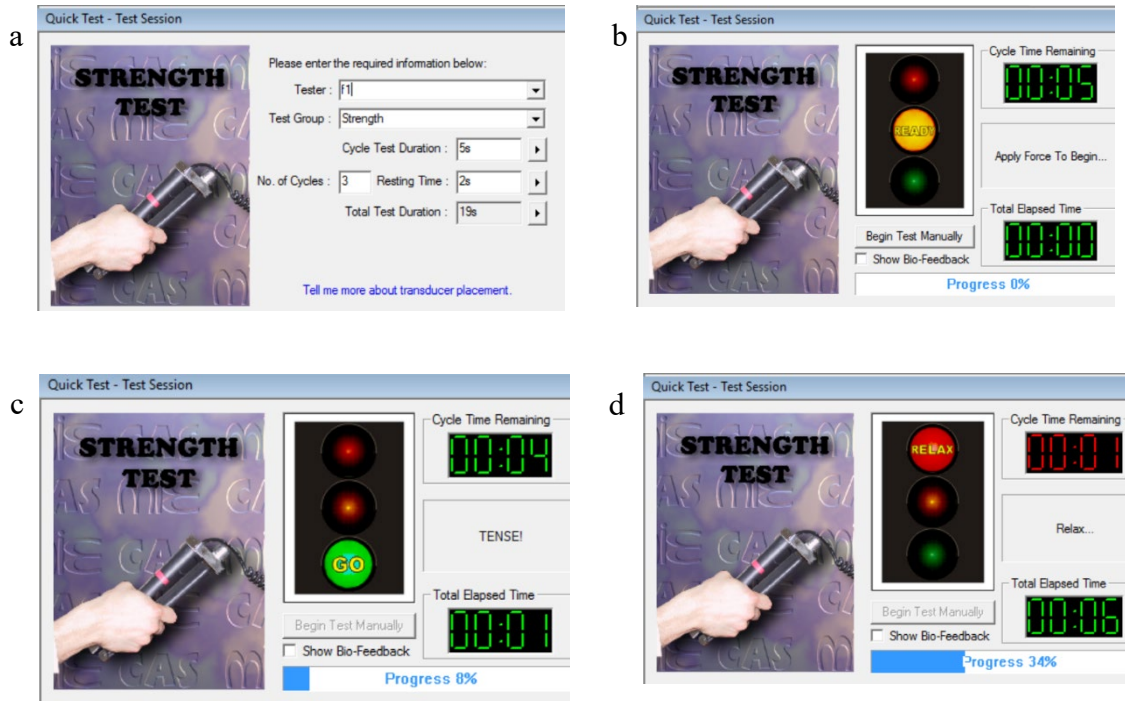 a
Quick Test - Test Session
STRENGTH
TEST
Please enter the required information below:
Tester : f1
Test Group : Strength
Cycle Test Duration : 5s
No. of Cycles : 3 Resting Time : 2s
Total Test Duration : 19s
Tell me more about transducer placement.
b
Quick Test - Test Session
STRENGTH
TEST
READY
Cycle Time Remaining
00:05
Apply Force To Begin...
Total Elapsed Time
00:00
Begin Test Manually
Show Bio-Feedback
Progress 0%
c
Quick Test - Test Session
STRENGTH
TEST
GO
Cycle Time Remaining
00:04
TENSE!
Total Elapsed Time
00:01
Begin Test Manually
Show Bio-Feedback
Progress 8%
d
Quick Test - Test Session
STRENGTH
TEST
RELAX
Cycle Time Remaining
00:01
Relax...
Total Elapsed Time
00:06
Begin Test Manually
Show Bio-Feedback
Progress 34%